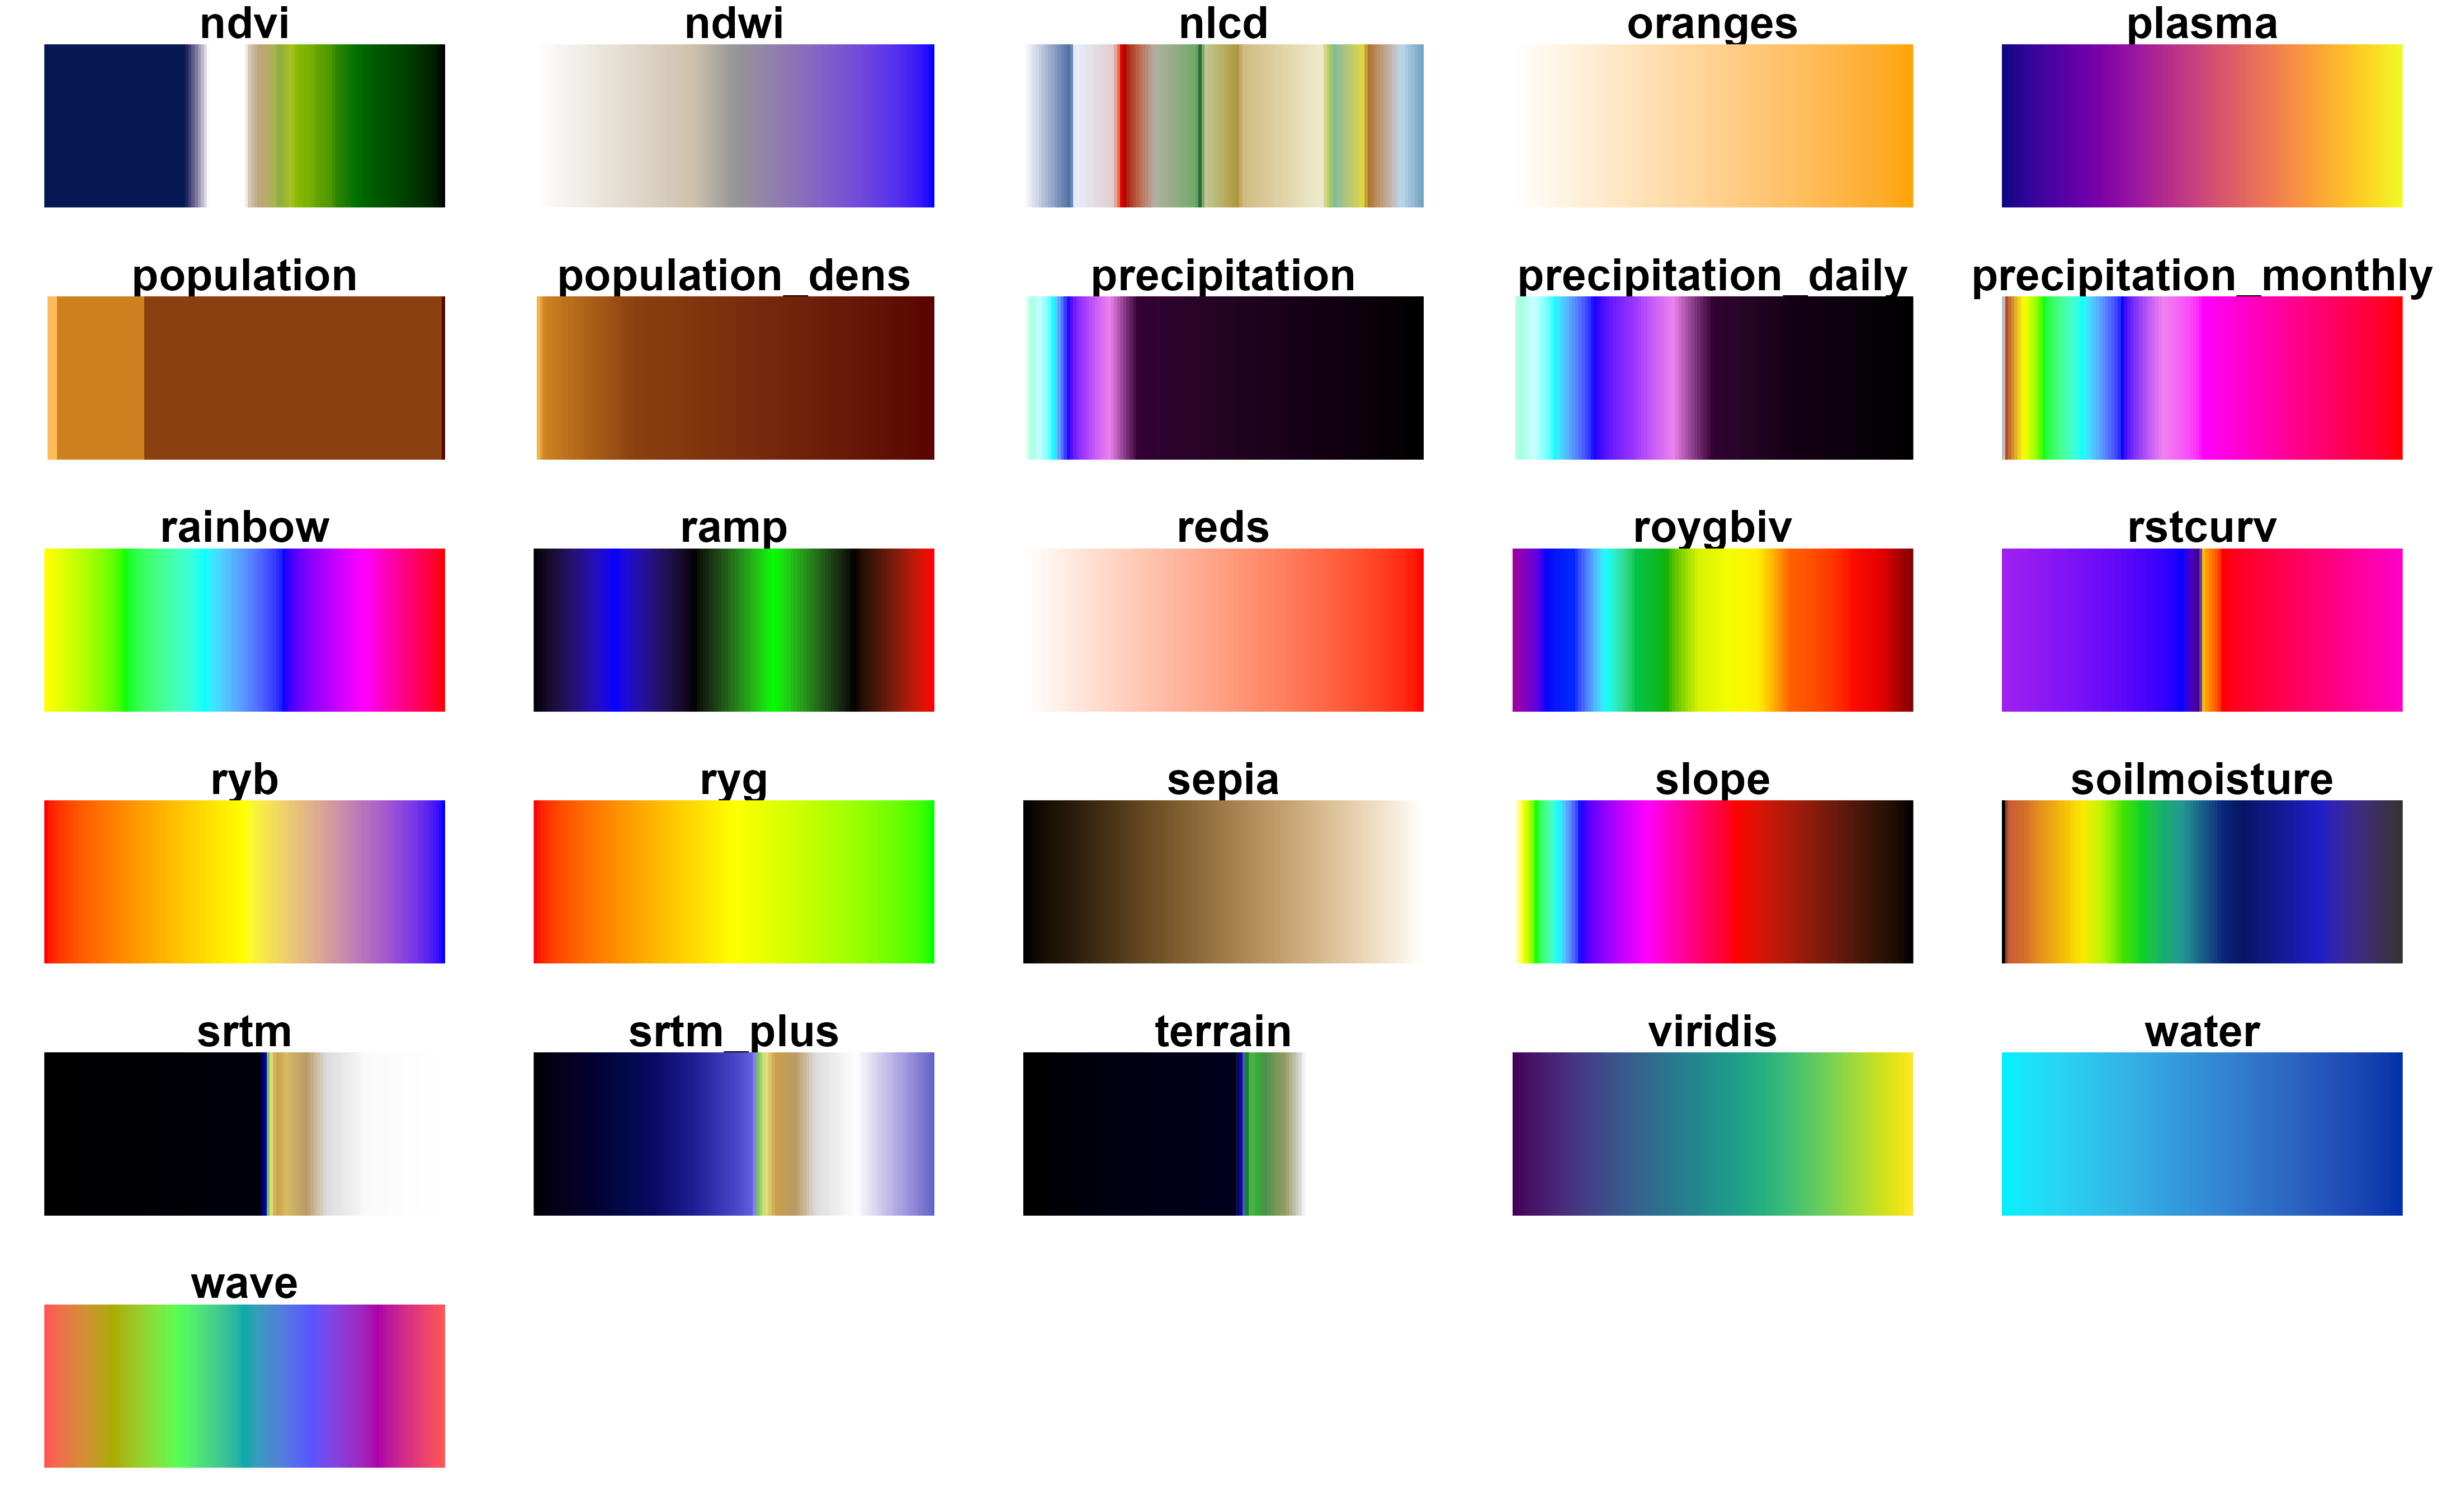 ndvi ndwi nlcd oranges plasma
population population_dens precipitation precipitation_daily precipitation_monthly
rainbow ramp reds roygbiv rstcurv
ryb ryg sepia slope soilmoisture
srtm srtm_plus terrain viridis water
wave